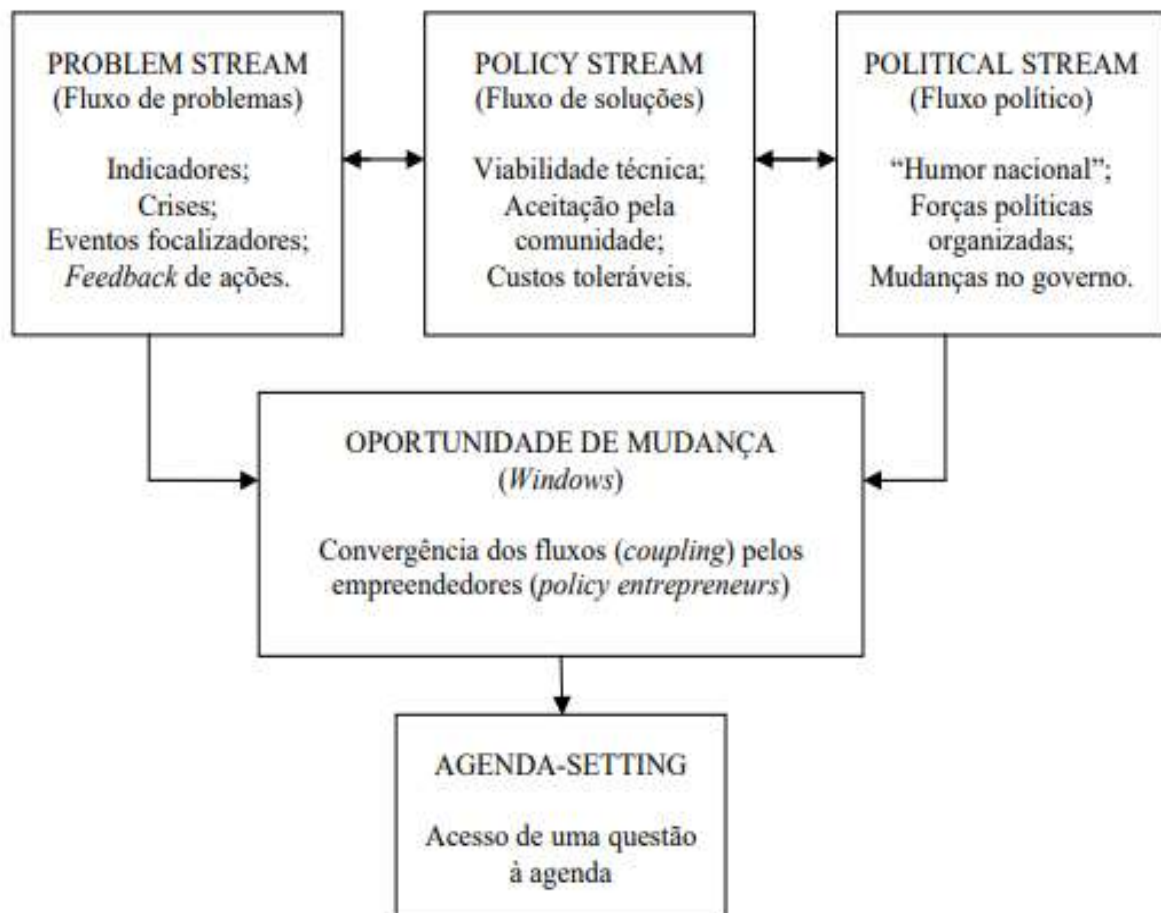 PROBLEM STREAM
(Fluxo de problemas)
Indicadores;
Crises;
Eventos focalizadores;
Feedback de ações.
POLICY STREAM
(Fluxo de soluções)
Viabilidade técnica;
Aceitação pela
comunidade;
Custos toleráveis.
POLITICAL STREAM
(Fluxo político)
“Humor nacional”;
Forças políticas
organizadas;
Mudanças no governo.
OPORTUNIDADE DE MUDANÇA
(Windows)
Convergência dos fluxos (coupling) pelos
empreendedores (policy entrepreneurs)
AGENDA-SETTING
Acesso de uma questão
à agenda